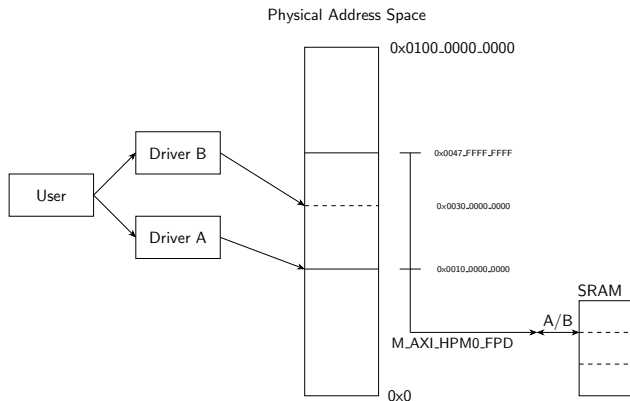 Physical Address Space
0x0100_0000_0000
Driver B
0x0047_FFFF_FFFF
User
0x0030_0000_0000
Driver A
0x0010_0000_0000
SRAM
A/B
M_AXI_HPM0_FPD
0x0